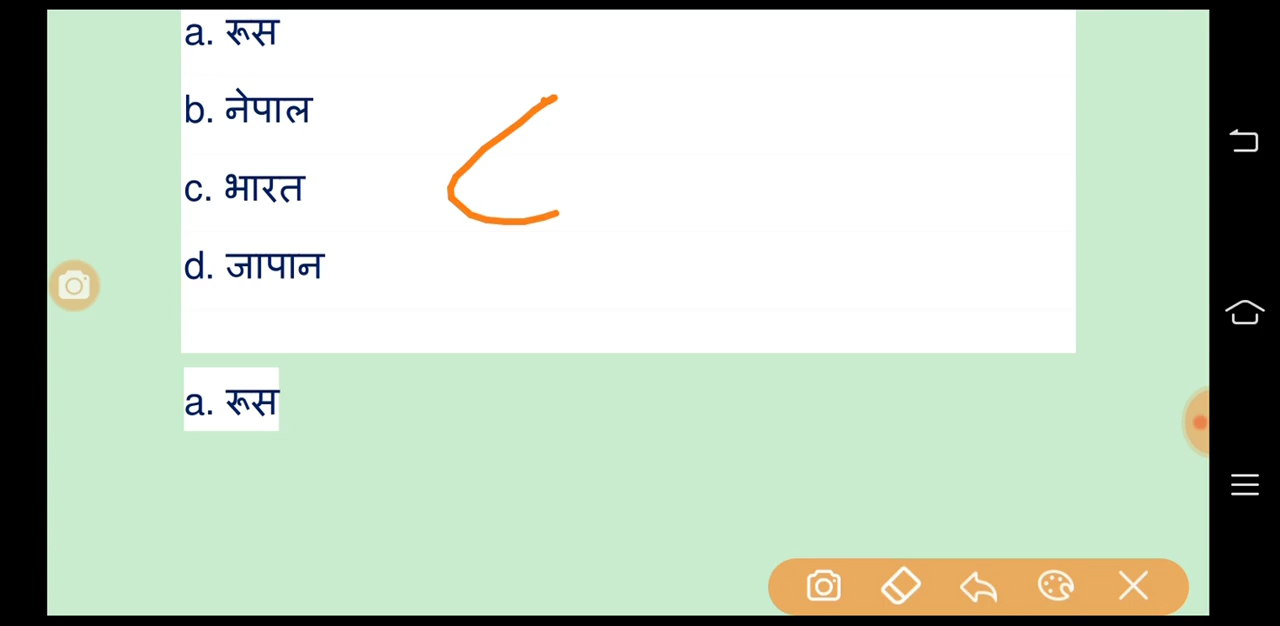 a. रूस
b. नेपाल
c. भारत
d. जापान
a. रूस